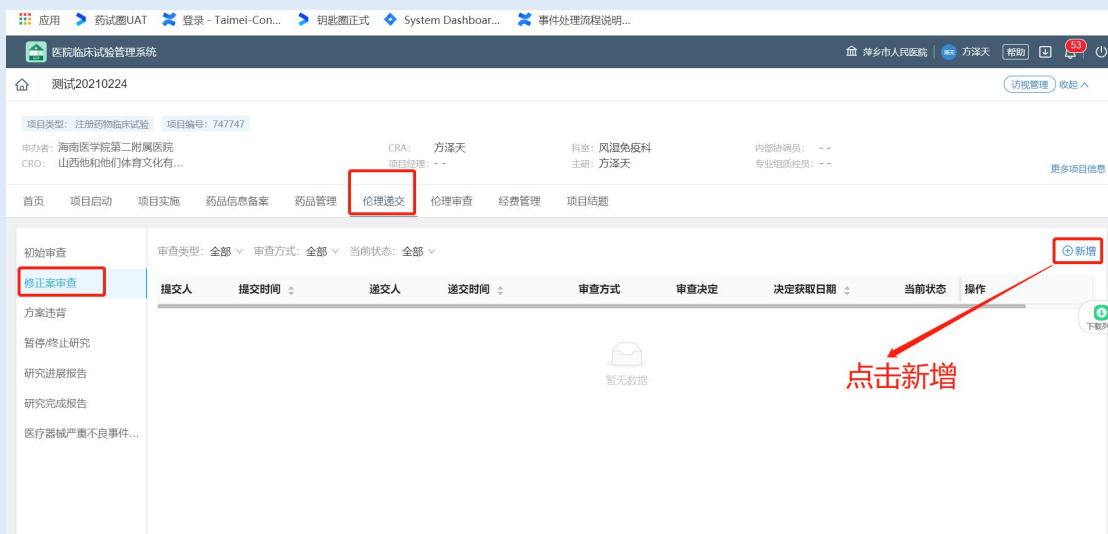 应用 药试圈UAT 登录 - Taimei-Con... 钥匙圈正式 System Dashboar... 事件处理流程说明...
医院临床试验管理系统 萍乡市人民医院 方泽天 帮助 53
测试20210224 访视管理 收起
项目类型: 注册药物临床试验 项目编号: 747747
申办者: 海南医学院第二附属医院 CRA: 方泽天 科室: 风湿免疫科 内部协调员: - -
CRO: 山西他和他们体育文化有... 项目经理: - - 主研: 方泽天 专业组质控员: - -
更多项目信息
首页 项目启动 项目实施 药品信息备案 药品管理 伦理递交 伦理审查 经费管理 项目结题
初始审查 审查类型: 全部 审查方式: 全部 当前状态: 全部 新增
修正案审查 提交人 提交时间 递交人 递交时间 审查方式 审查决定 决定获取日期 当前状态 操作
方案违背
下载列
暂停/终止研究
研究进展报告 暂无数据 点击新增
研究完成报告
医疗器械严重不良事件...